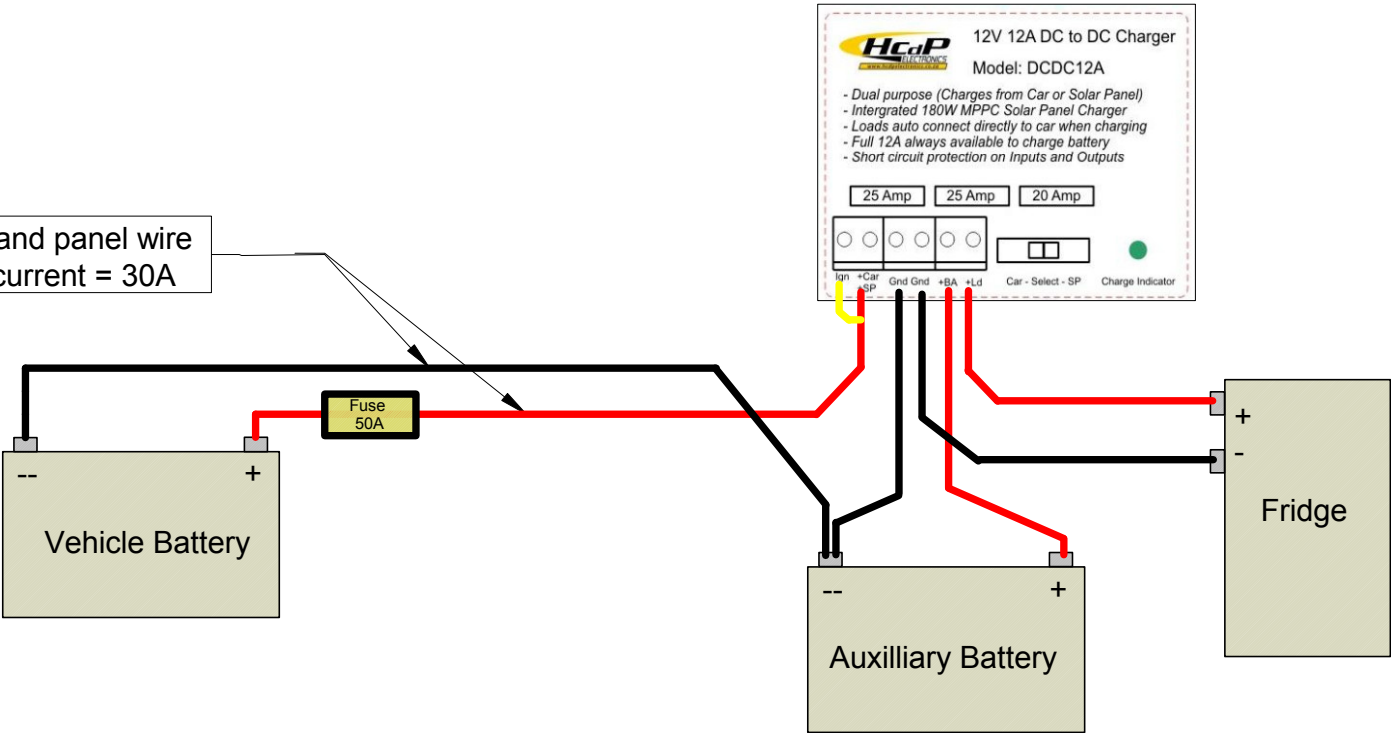 HCdP
ELECTRONICS
12V 12A DC to DC Charger
Model: DCDC12A
- Dual purpose (Charges from Car or Solar Panel)
- Intergrated 180W MPPC Solar Panel Charger
- Loads auto connect directly to car when charging
- Full 12A always available to charge battery
- Short circuit protection on Inputs and Outputs
25 Amp 25 Amp 20 Amp
Ign +Car Gnd Gnd +BA +Ld Car - Select - SP Charge Indicator
+SP
and panel wire
current = 30A
Fuse
50A
-- +
Vehicle Battery
-- +
Auxilliary Battery
+
-
Fridge